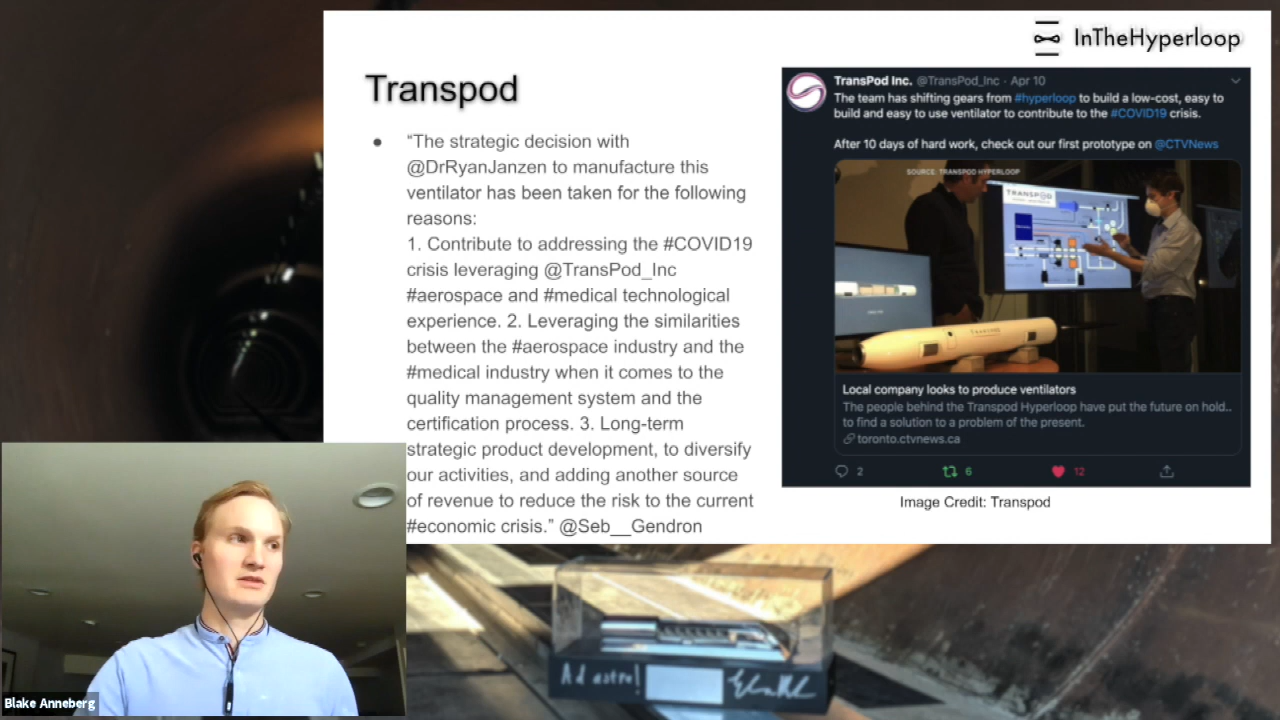 InTheHyperloop
Transpod
“The strategic decision with
@DrRyanJanzen to manufacture this
ventilator has been taken for the following
reasons:
1. Contribute to addressing the #COVID19
crisis leveraging @TransPod_Inc
#aerospace and #medical technological
experience. 2. Leveraging the similarities
between the #aerospace industry and the
#medical industry when it comes to the
quality management system and the
certification process. 3. Long-term
strategic product development, to diversify
our activities, and adding another source
of revenue to reduce the risk to the current
#economic crisis.” @Seb__Gendron
TransPod Inc. @TransPod_Inc · Apr 10
The team has shifting gears from #hyperloop to build a low-cost, easy to
build and easy to use ventilator to contribute to the #COVID19 crisis.
After 10 days of hard work, check out our first prototype on @CTVNews
SOURCE: TRANSPOD HYPERLOOP
TRANSPOD
TRANSPOD
Local company looks to produce ventilators
The people behind the Transpod Hyperloop have put the future on hold..
to find a solution to a problem of the present.
toronto.ctvnews.ca
2 6 12
Image Credit: Transpod
Ad astra!
Blake Anneberg